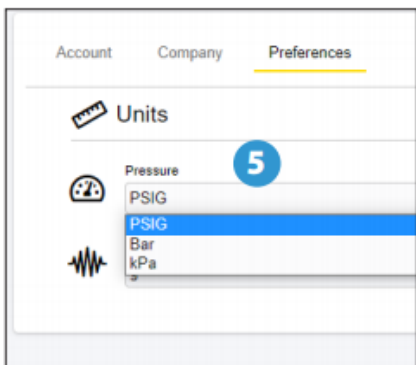 Account Company Preferences
Units
Pressure
5
PSIG
PSIG
Bar
kPa